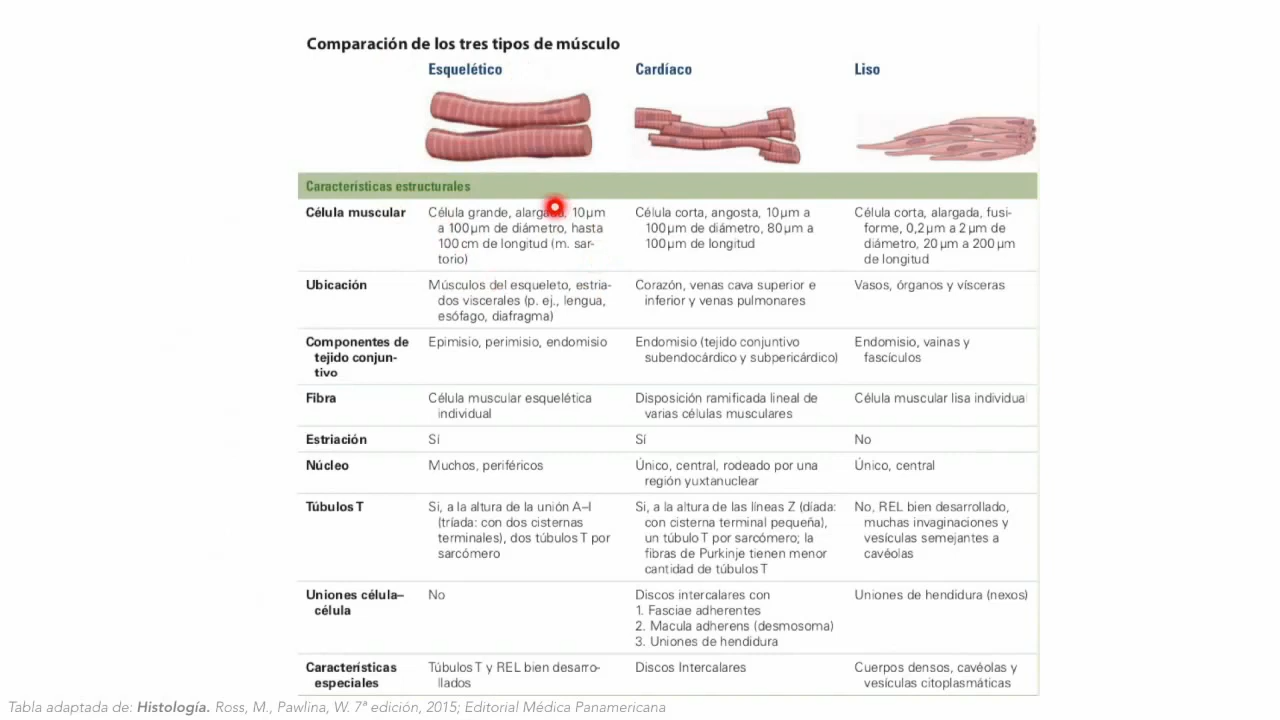 Comparación de los tres tipos de músculo
Esquelético Cardíaco Liso
Características estructurales
Célula muscular Célula grande, alargada, 10 µm Célula corta, angosta, 10 µm a Célula corta, alargada, fusi-
a 100 µm de diámetro, hasta 100 µm de diámetro, 80 µm a forme, 0,2 µm a 2 µm de
100 cm de longitud (m. sar- 100 µm de longitud diámetro, 20 µm a 200 µm
torio) de longitud
Ubicación Músculos del esqueleto, estria- Corazón, venas cava superior e Vasos, órganos y vísceras
dos viscerales (p. ej., lengua, inferior y venas pulmonares
esófago, diafragma)
Componentes de Epimisio, perimisio, endomisio Endomisio (tejido conjuntivo Endomisio, vainas y
tejido conjun- subendocárdico y subpericárdico) fascículos
tivo
Fibra Célula muscular esquelética Disposición ramificada lineal de Célula muscular lisa individua
individual varias células musculares
Estriación Sí Sí No
Núcleo Muchos, periféricos Único, central, rodeado por una Único, central
región yuxtanuclear
Túbulos T Si, a la altura de la unión A–I Si, a la altura de las líneas Z (díada: No, REL bien desarrollado,
(tríada: con dos cisternas con cisterna terminal pequeña), muchas invaginaciones y
terminales), dos túbulos T por un túbulo T por sarcómero; la vesículas semejantes a
sarcómero fibras de Purkinje tienen menor cavéolas
cantidad de túbulos T
Uniones célula– No Discos intercalares con Uniones de hendidura (nexos)
célula 1. Fasciae adherentes
2. Macula adherens (desmosoma)
3. Uniones de hendidura
Características Túbulos T y REL bien desarro- Discos Intercalares Cuerpos densos, cavéolas y
especiales llados vesículas citoplasmáticas
Tabla adaptada de: Histología. Ross, M., Pawlina, W. 7ª edición, 2015; Editorial Médica Panamericana